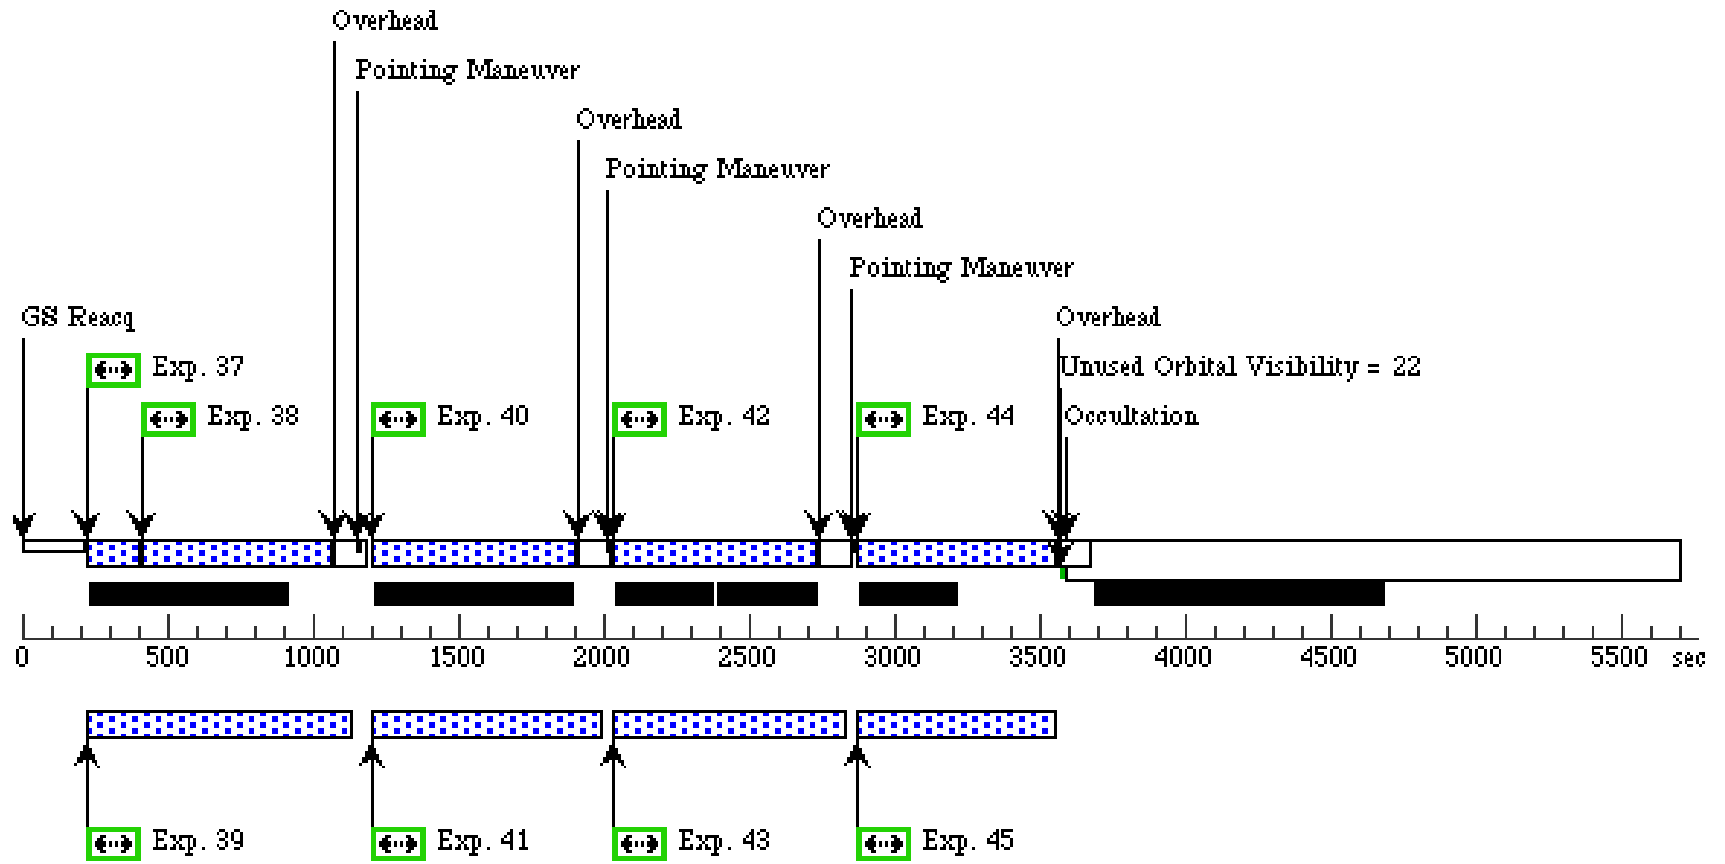 Overhead
Pointing Maneuver
Overhead
Pointing Maneuver
Overhead
Pointing Maneuver
GS Reacq
Overhead
Exp. 37
Unused Orbital Visibility = 22
Exp. 38
Exp. 40
Exp. 42
Exp. 44
Occultation
0 500 1000 1500 2000 2500 3000 3500 4000 4500 5000 5500 sec
Exp. 39
Exp. 41
Exp. 43
Exp. 45